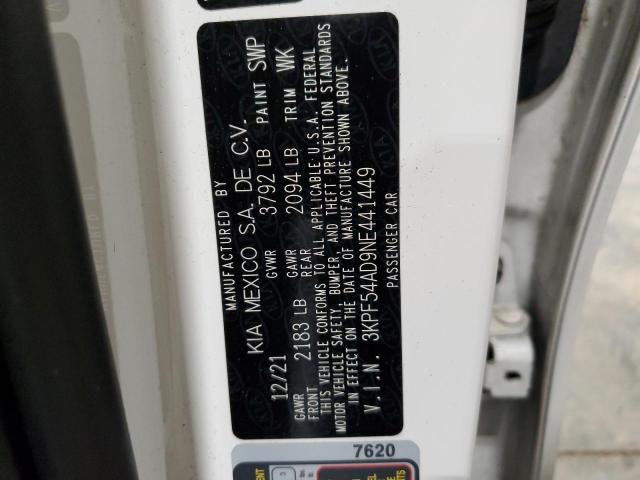 MANUFACTURED BY
KIA MEXICO S.A. DE C.V.
12/21 GVWR 3792 LB PAINT SWP
GAWR FRONT 2183 LB GAWR REAR 2094 LB TRIM WK
THIS VEHICLE CONFORMS TO ALL APPLICABLE U.S.A. FEDERAL
MOTOR VEHICLE SAFETY, BUMPER, AND THEFT PREVENTION STANDARDS
IN EFFECT ON THE DATE OF MANUFACTURE SHOWN ABOVE.
V.I.N. 3KPF54AD9NE441449
PASSENGER CAR
7620